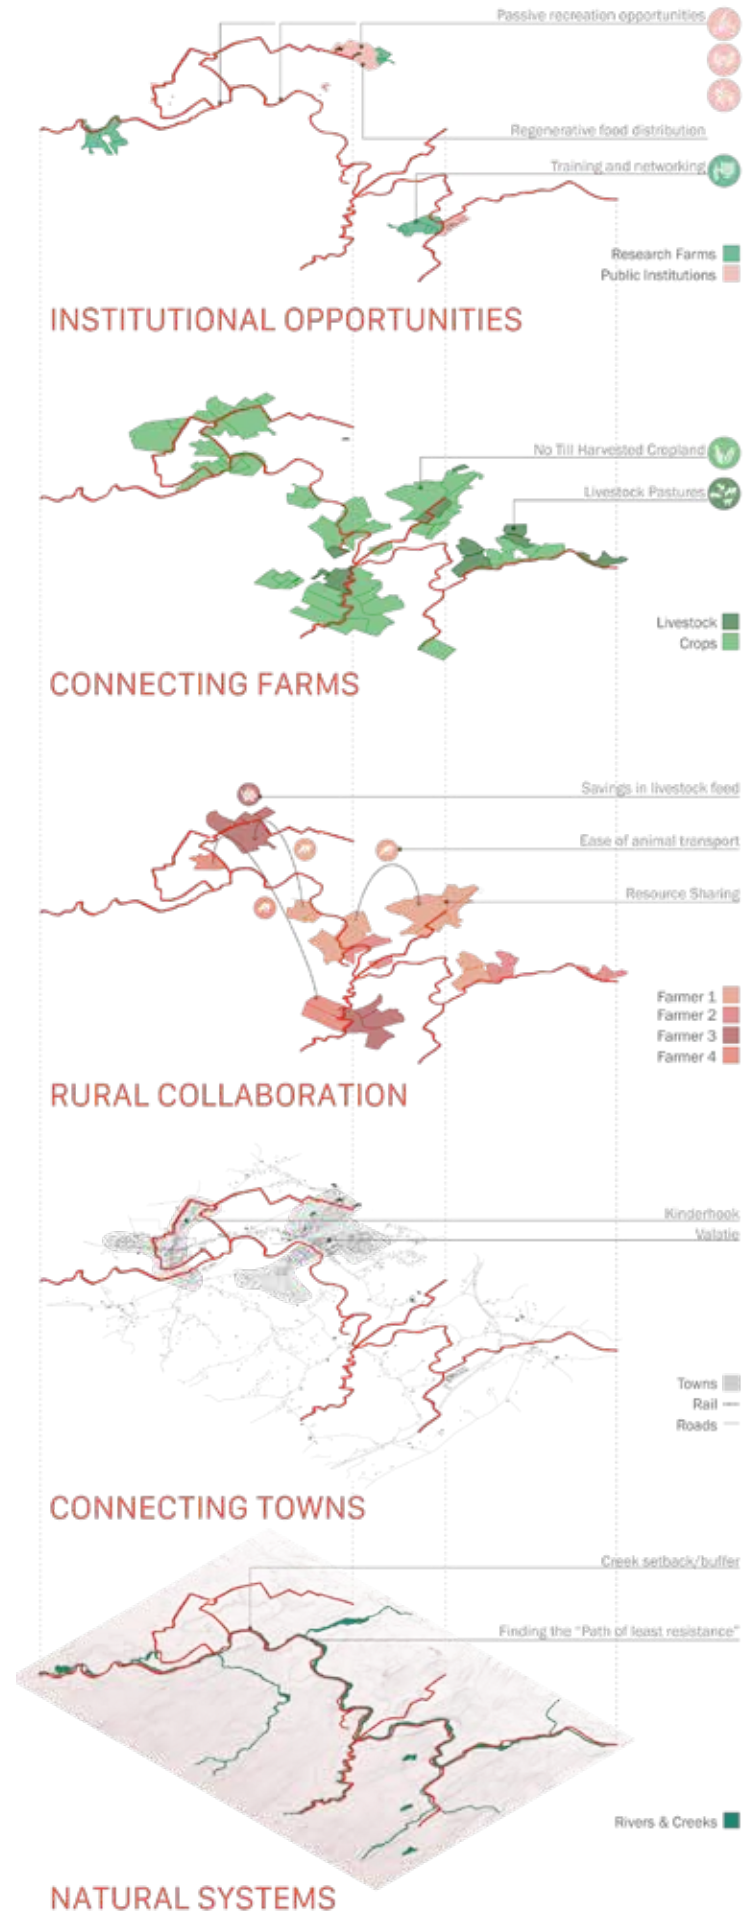 Passive recreation opportunities
Regenerative food distribution
Training and networking
Research Farms
Public Institutions
INSTITUTIONAL OPPORTUNITIES
No Till Harvested Cropland
Livestock Pastures
Livestock
Crops
CONNECTING FARMS
Savings in livestock feed
Ease of animal transport
Resource Sharing
Farmer 1
Farmer 2
Farmer 3
Farmer 4
RURAL COLLABORATION
Kinderhook
Valatie
Towns
Rail
Roads
CONNECTING TOWNS
Creek setback/buffer
Finding the "Path of least resistance"
Rivers & Creeks
NATURAL SYSTEMS